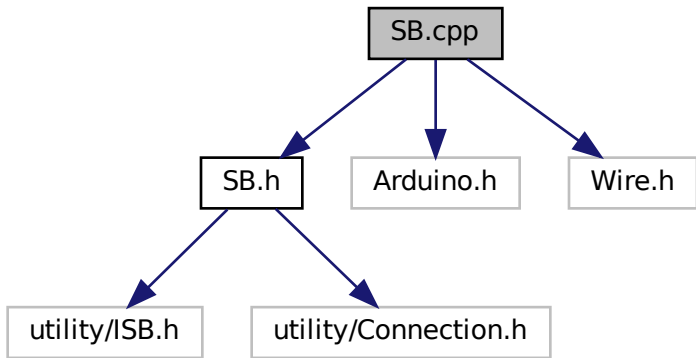 SB.cpp
SB.h
Arduino.h
Wire.h
utility/ISB.h
utility/Connection.h